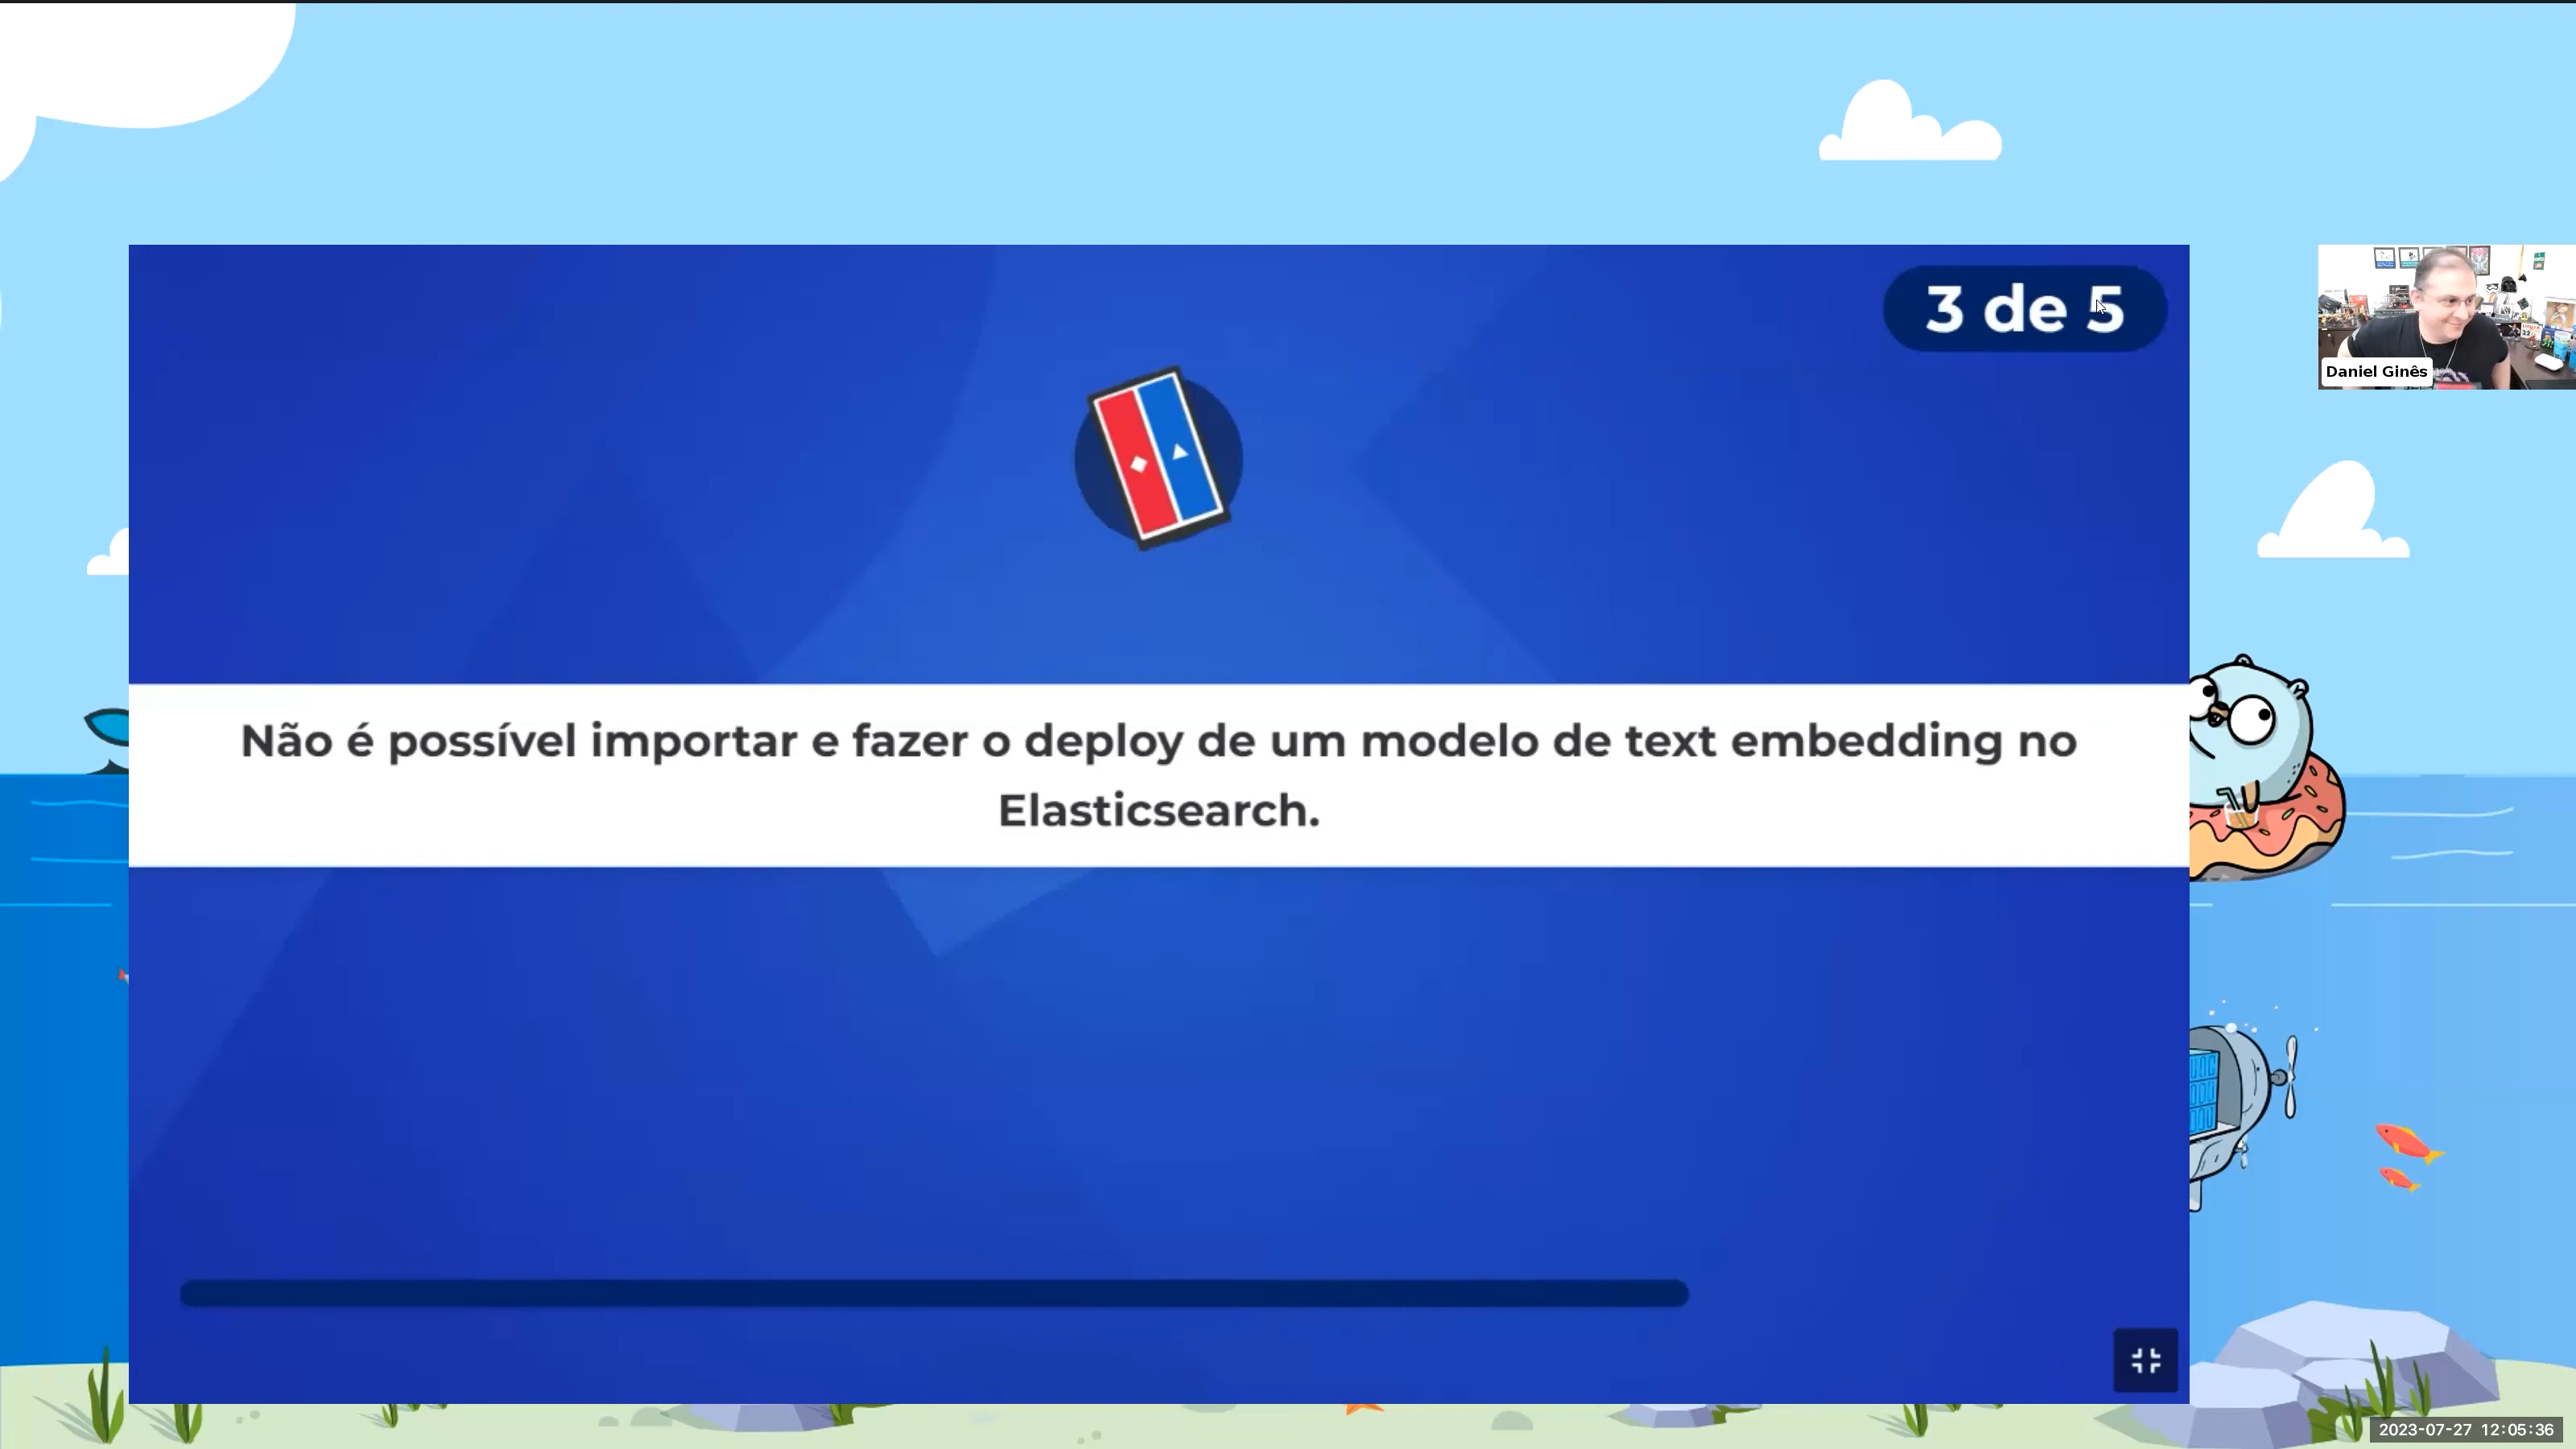 3 de 5
Daniel Ginês
Não é possível importar e fazer o deploy de um modelo de text embedding no
Elasticsearch.
2023-07-27 12:05:36